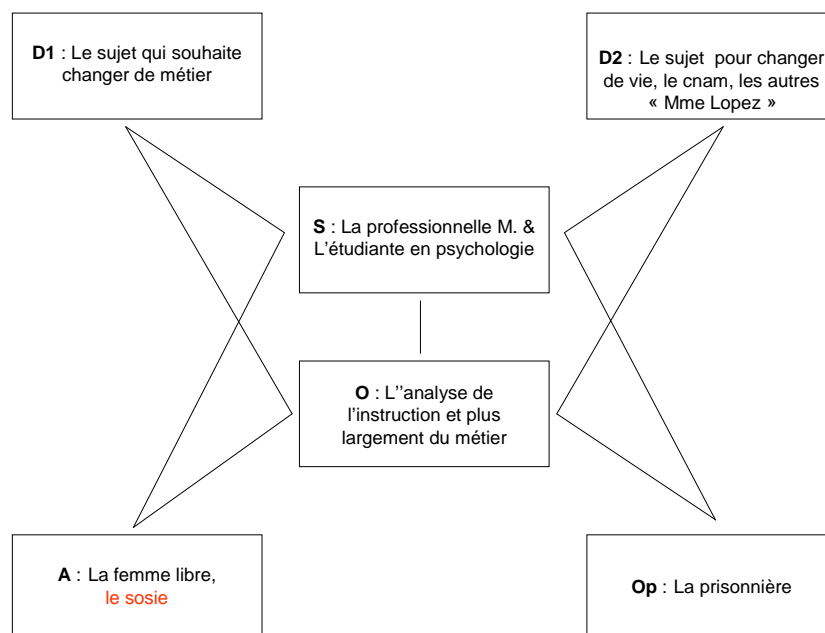 D1 : Le sujet qui souhaite
changer de métier
D2 : Le sujet pour changer
de vie, le cnam, les autres
« Mme Lopez »
S : La professionnelle M. &
L'étudiante en psychologie
O : L''analyse de
l'instruction et plus
largement du métier
A : La femme libre,
le sosie
Op : La prisonnière